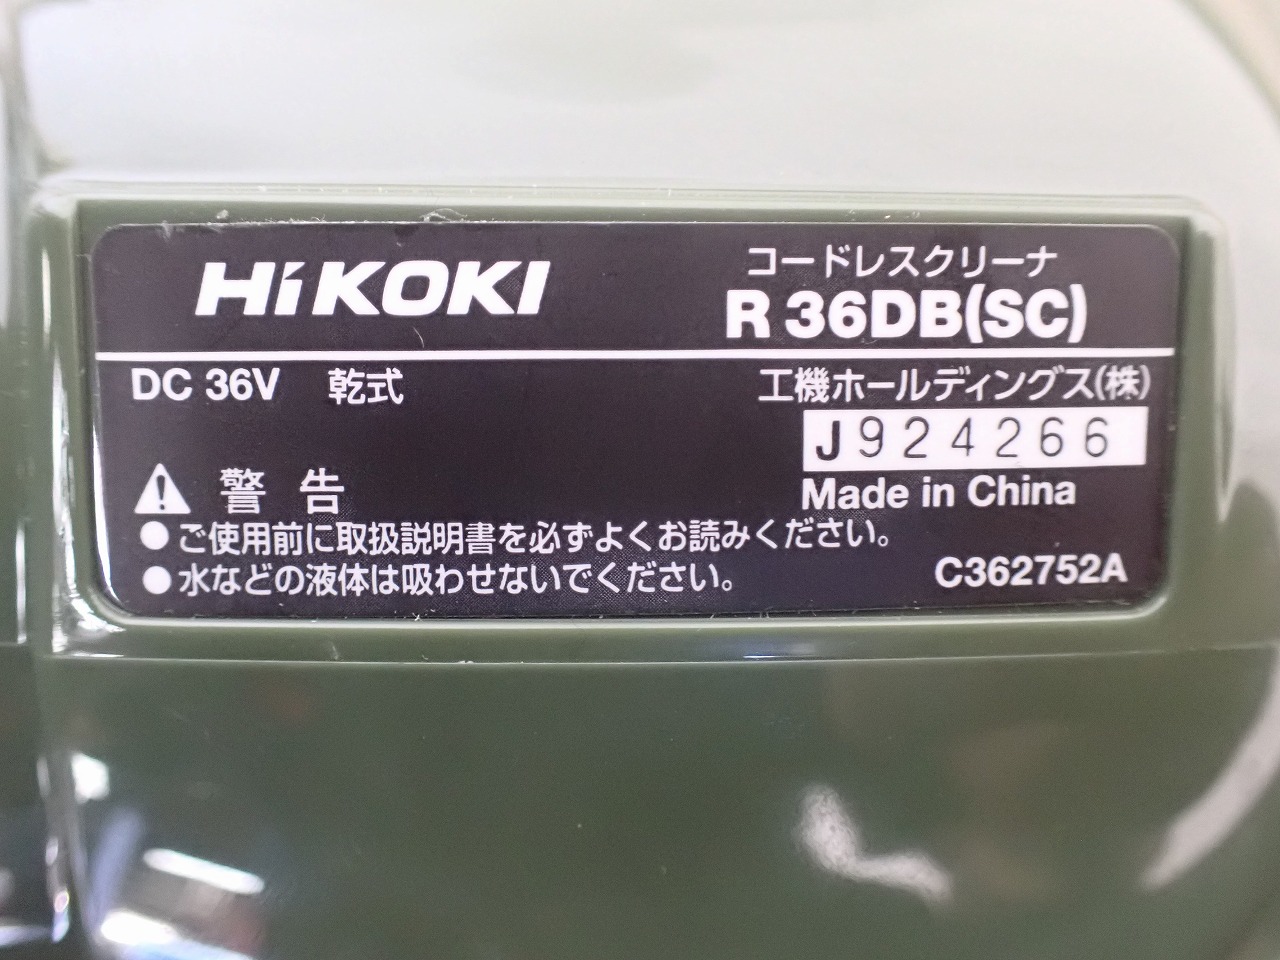 HiKOKI
コードレスクリーナ
R 36DB(SC)
DC 36V 乾式
工機ホールディングス(株)
J924266
Made in China
警告
●ご使用前に取扱説明書を必ずよくお読みください。
●水などの液体は吸わせないでください。
C362752A